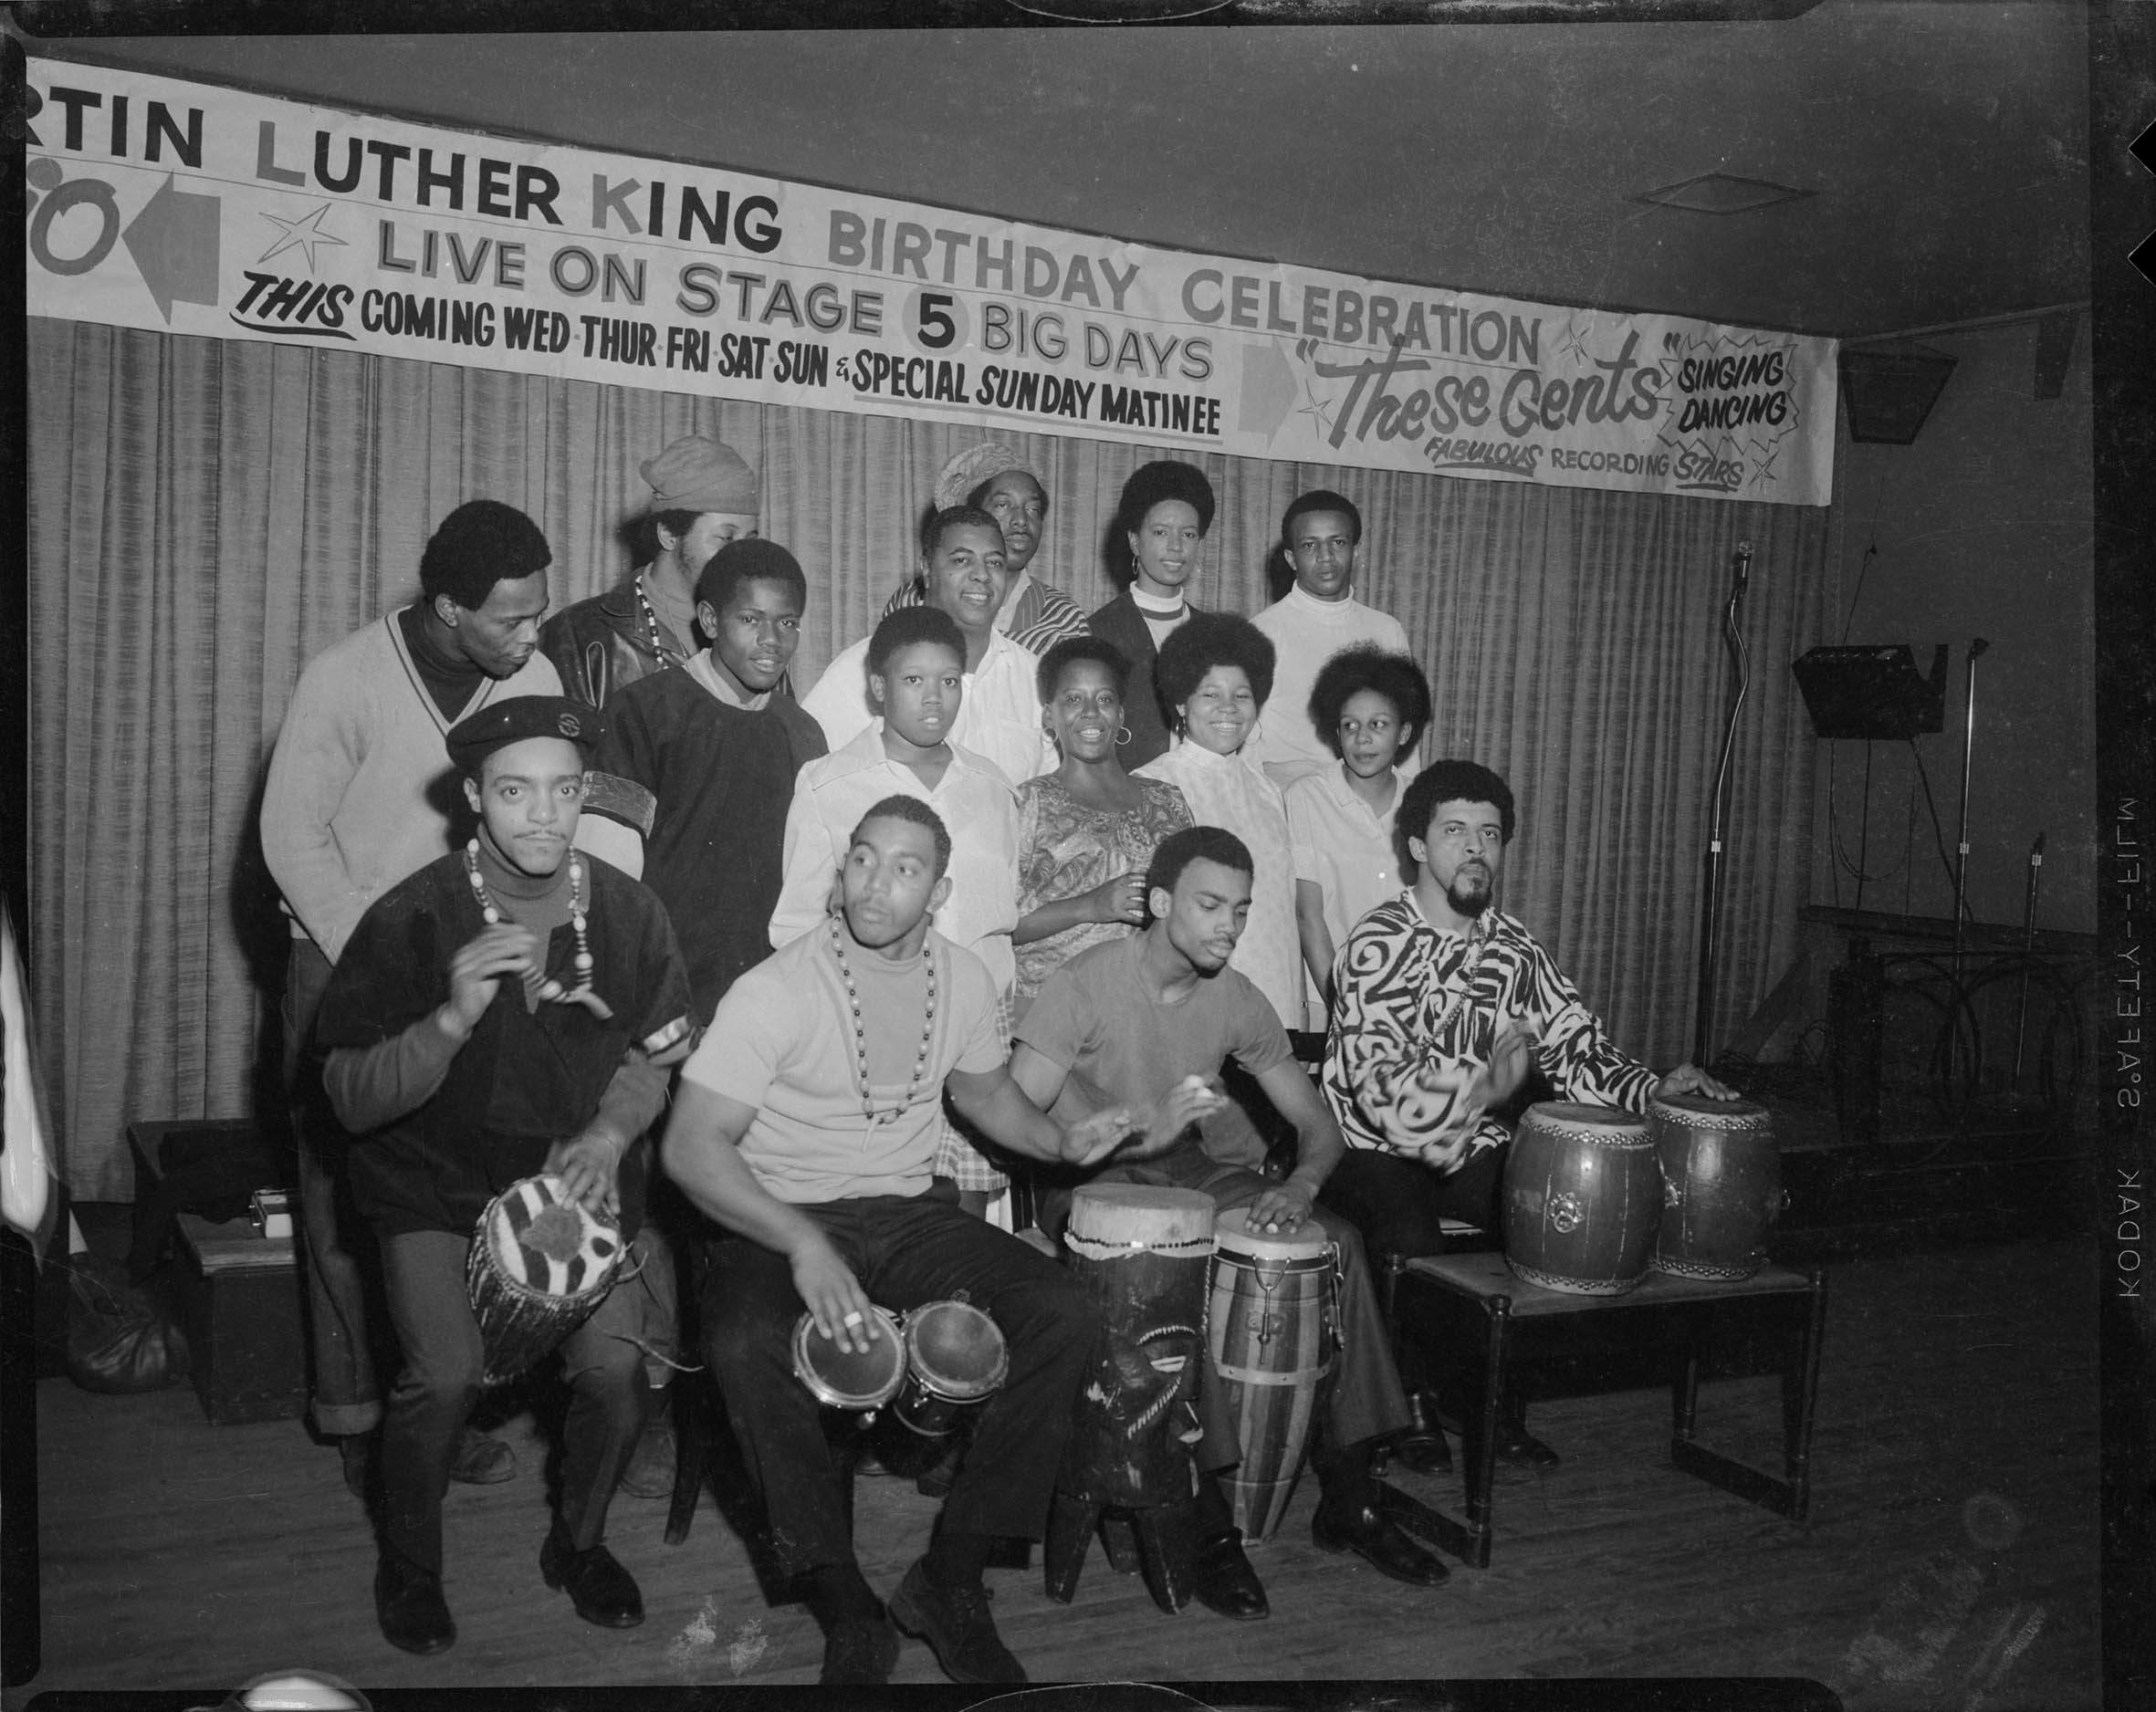 RTIN LUTHER KING BIRTHDAY CELEBRATION
LIVE ON STAGE 5 BIG DAYS
THIS COMING WED·THUR·FRI·SAT·SUN & SPECIAL SUNDAY MATINEE
"These Gents"
SINGING
DANCING
FABULOUS RECORDING STARS
KODAK S°AFETY–FILM